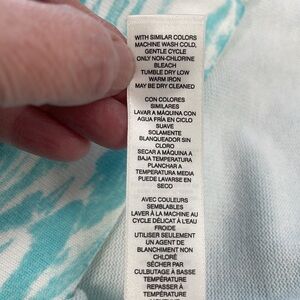 WITH SIMILAR COLORS
MACHINE WASH COLD,
GENTLE CYCLE
ONLY NON-CHLORINE
BLEACH
TUMBLE DRY LOW
WARM IRON
MAY BE DRY CLEANED
CON COLORES
SIMILARES
LAVAR A MÁQUINA CON
AGUA FRÍA EN CICLO
SUAVE
SOLAMENTE
BLANQUEADOR SIN
CLORO
SECAR A MÁQUINA A
BAJA TEMPERATURA
PLANCHAR A
TEMPERATURA MEDIA
PUEDE LAVARSE EN
SECO
AVEC COULEURS
SEMBLABLES
LAVER À LA MACHINE AU
CYCLE DÉLICAT À L'EAU
FROIDE
UTILISER SEULEMENT
UN AGENT DE
BLANCHIMENT NON
CHLORÉ
SÉCHER PAR
CULBUTAGE À BASSE
TEMPÉRATURE
REPASSER À
TEMPÉRATURE